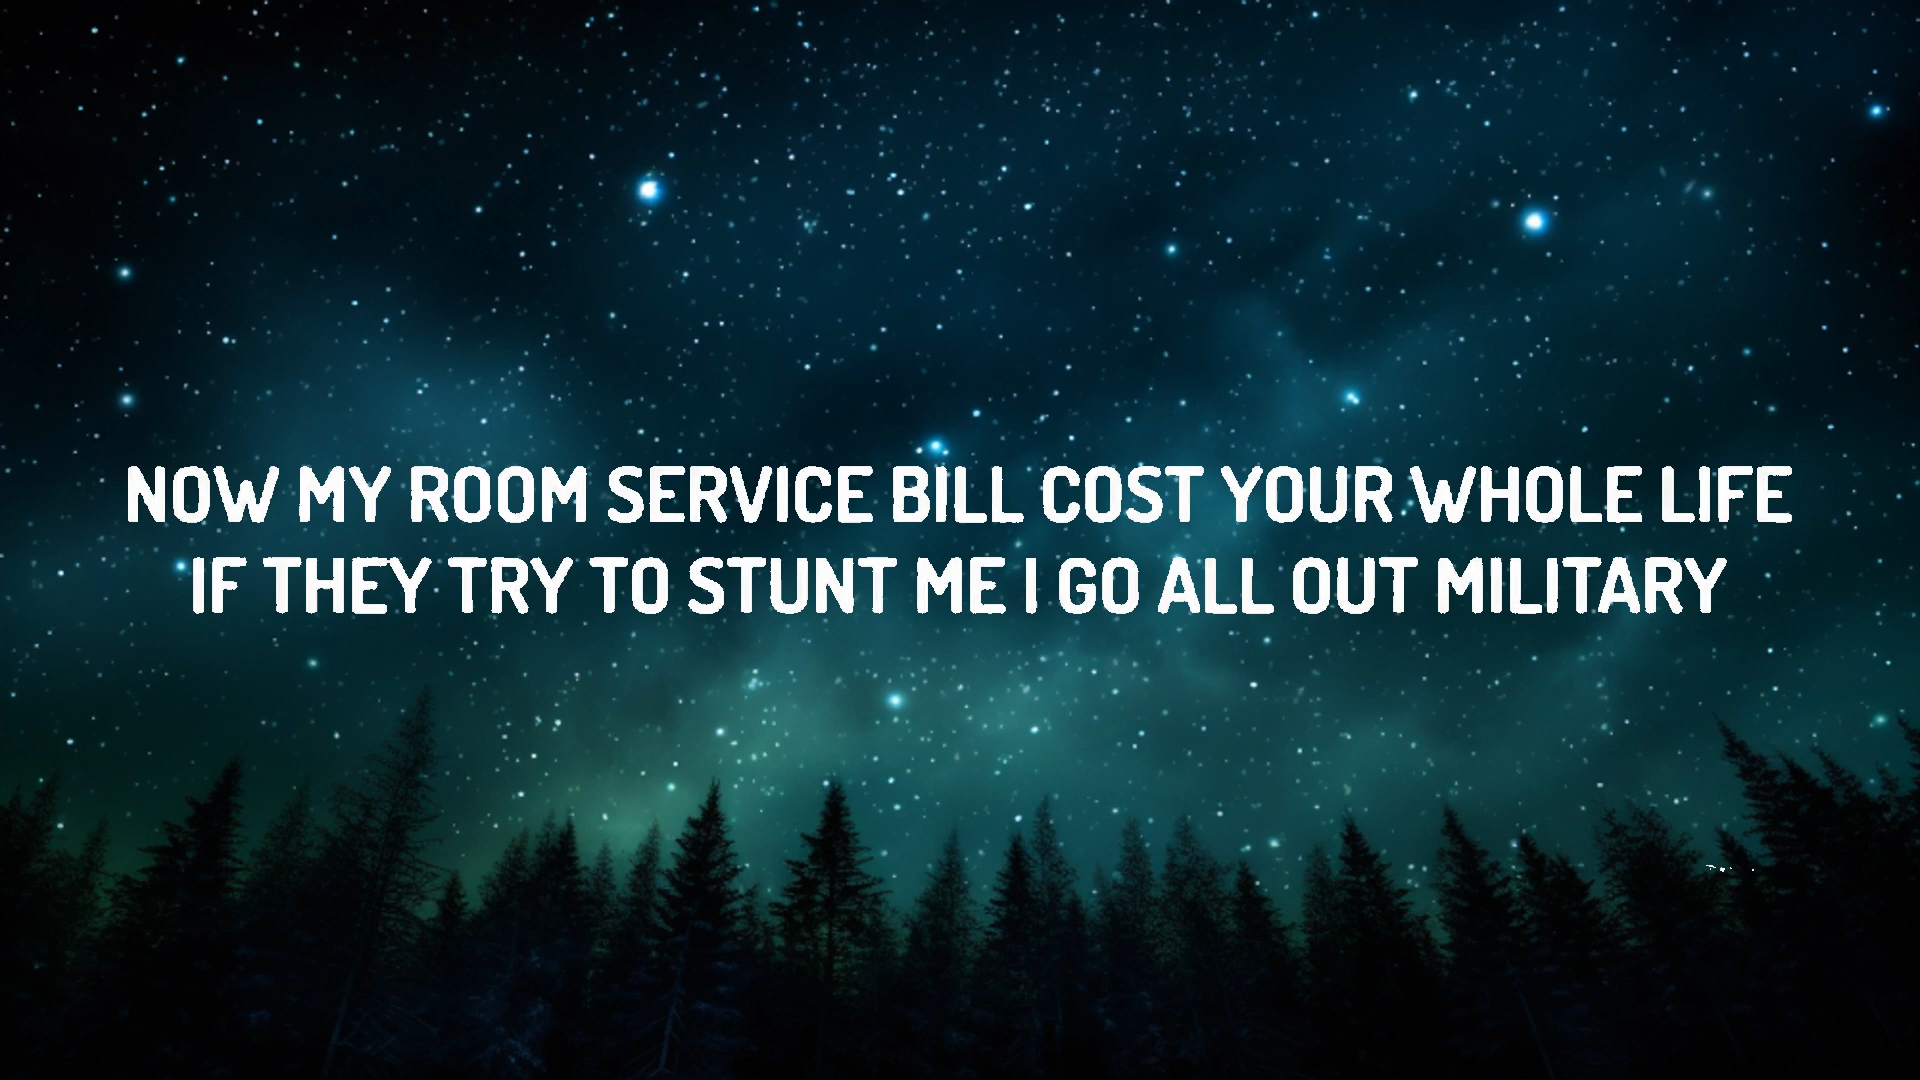 NOW MY ROOM SERVICE BILL COST YOUR WHOLE LIFE
IF THEY TRY TO STUNT ME I GO ALL OUT MILITARY